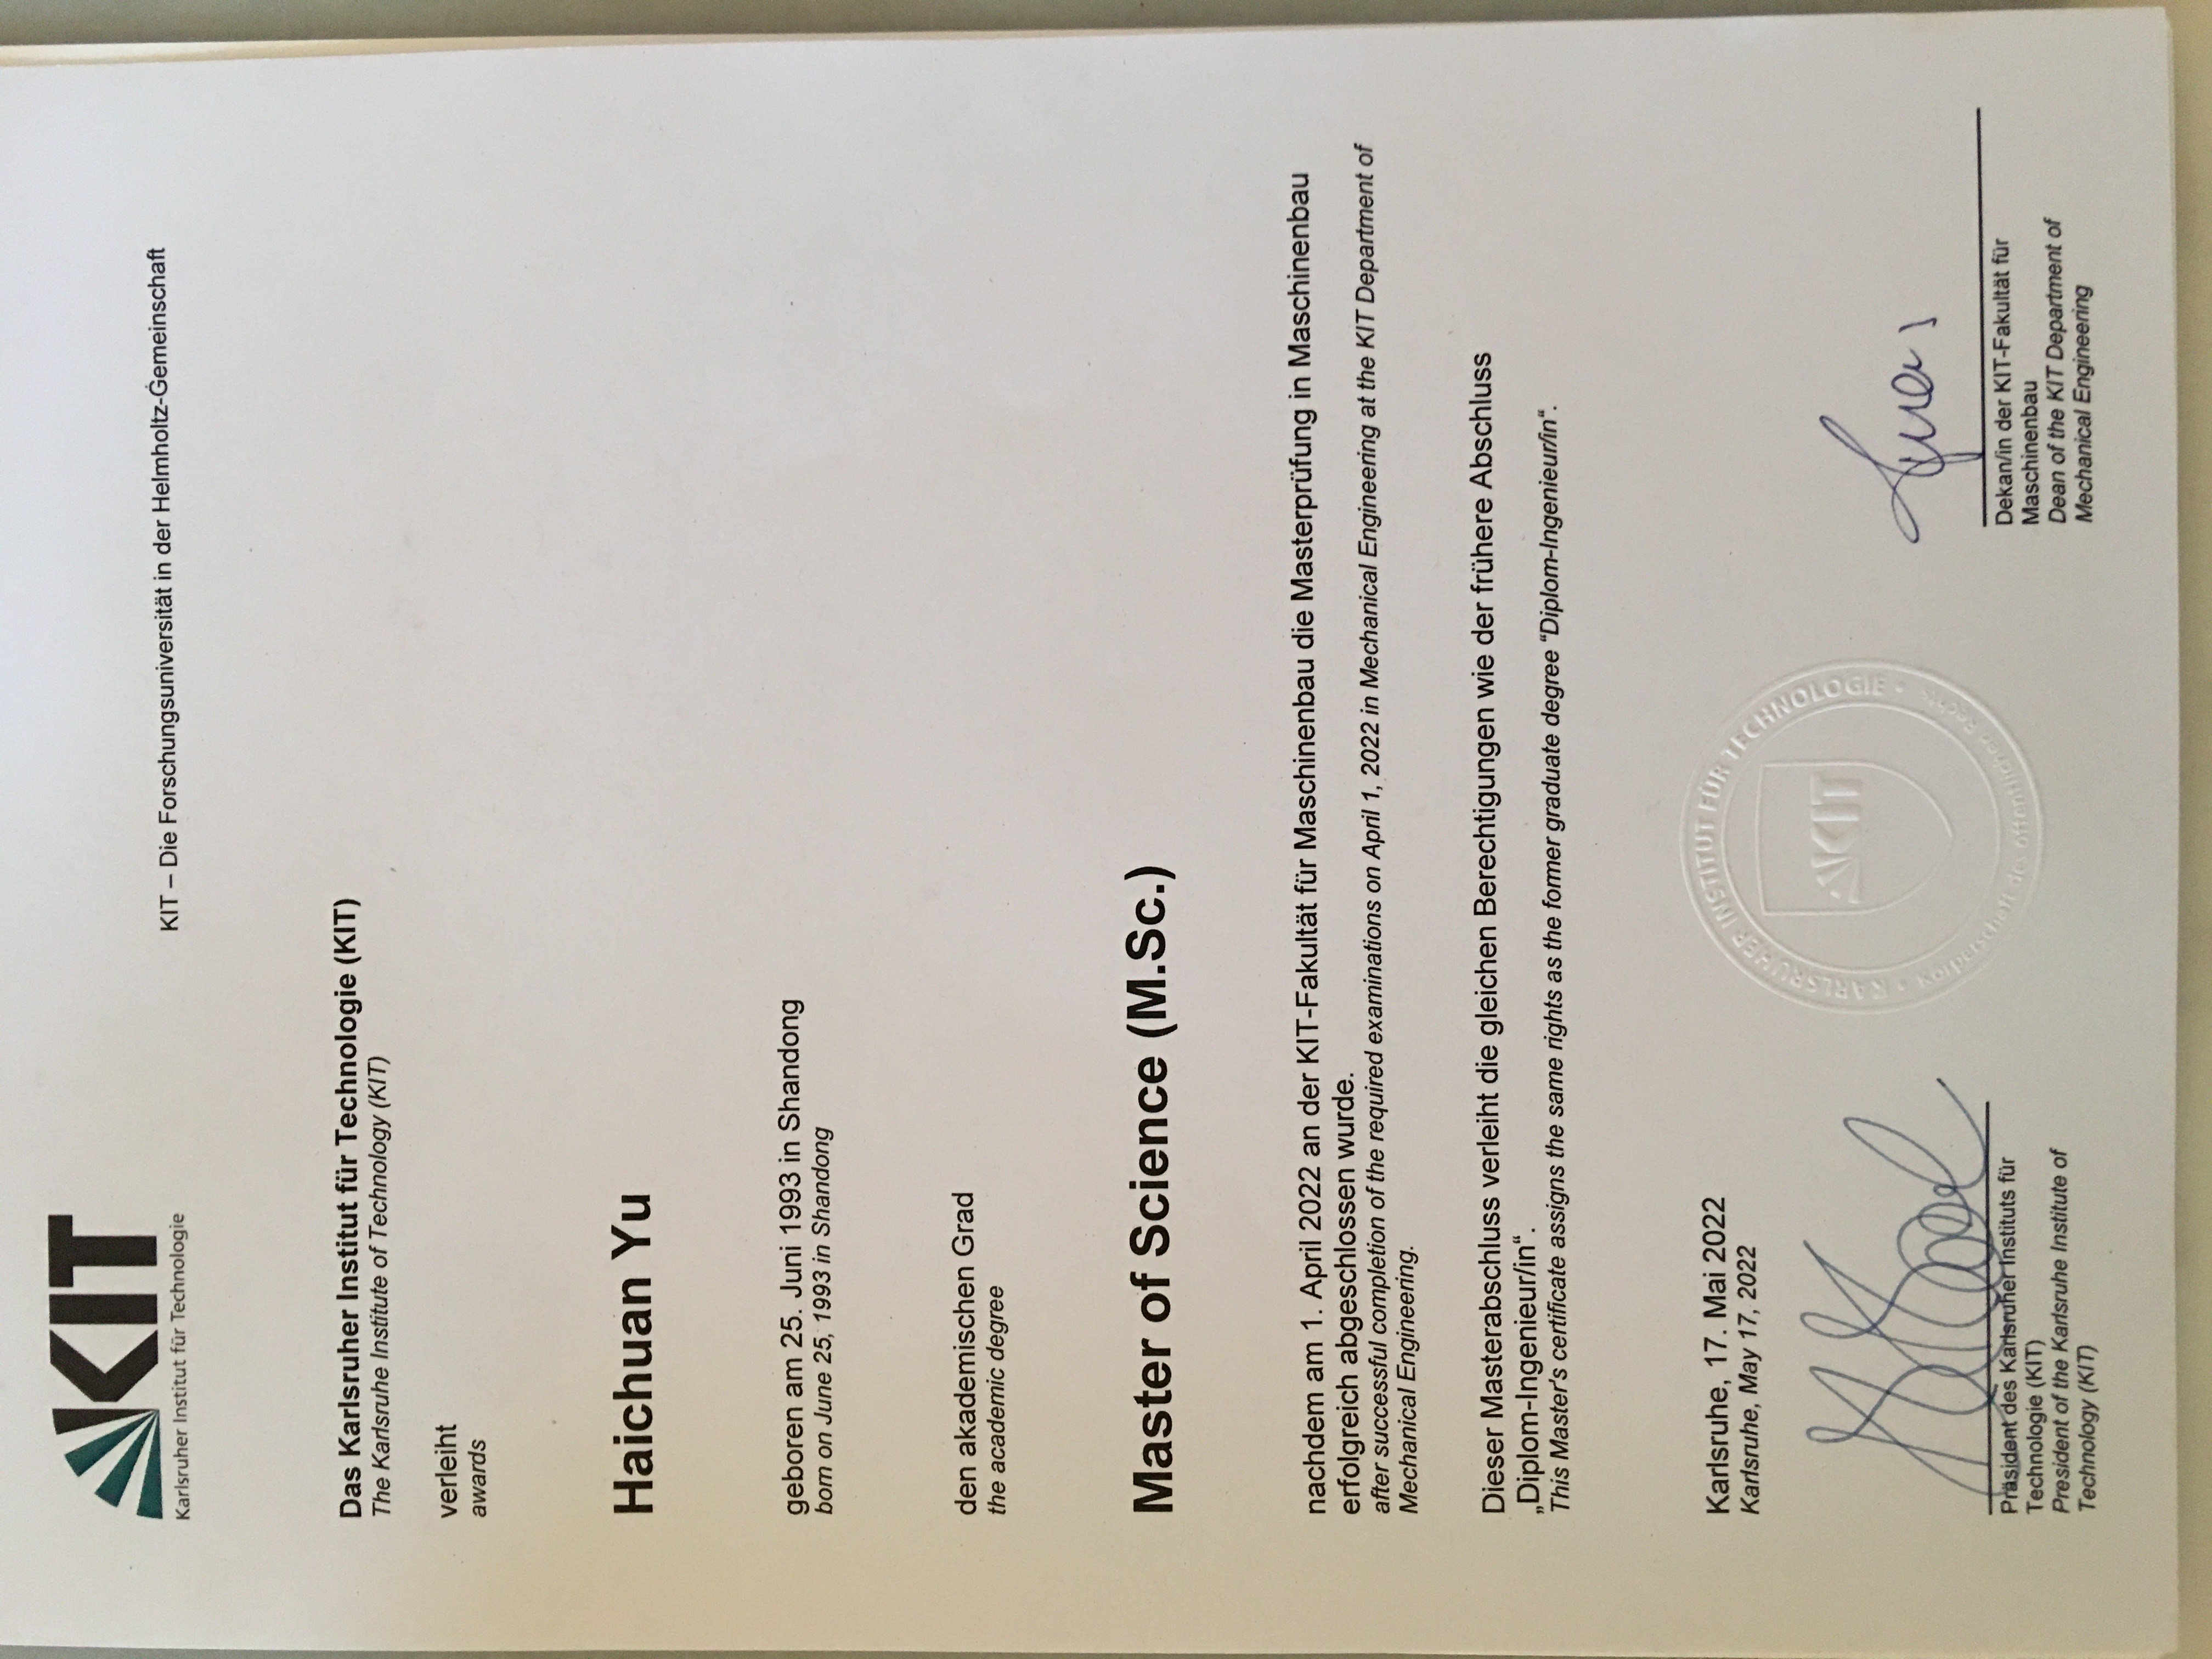 KIT
Karlsruher Institut für Technologie
KIT – Die Forschungsuniversität in der Helmholtz-Gemeinschaft
Das Karlsruher Institut für Technologie (KIT)
The Karlsruhe Institute of Technology (KIT)
verleiht
awards
Haichuan Yu
geboren am 25. Juni 1993 in Shandong
born on June 25, 1993 in Shandong
den akademischen Grad
the academic degree
Master of Science (M.Sc.)
nachdem am 1. April 2022 an der KIT-Fakultät für Maschinenbau die Masterprüfung in Maschinenbau
erfolgreich abgeschlossen wurde.
after successful completion of the required examinations on April 1, 2022 in Mechanical Engineering at the KIT Department of
Mechanical Engineering.
Dieser Masterabschluss verleiht die gleichen Berechtigungen wie der frühere Abschluss
„Diplom-Ingenieur/in“.
This Master's certificate assigns the same rights as the former graduate degree “Diplom-Ingenieur/in“.
Karlsruhe, 17. Mai 2022
Karlsruhe, May 17, 2022
KARLSRUHER INSTITUT FÜR TECHNOLOGIE
KIT
Körperschaft des öffentlichen Rechts
Präsident des Karlsruher Instituts für
Technologie (KIT)
President of the Karlsruhe Institute of
Technology (KIT)
Dekan/in der KIT-Fakultät für
Maschinenbau
Dean of the KIT Department of
Mechanical Engineering